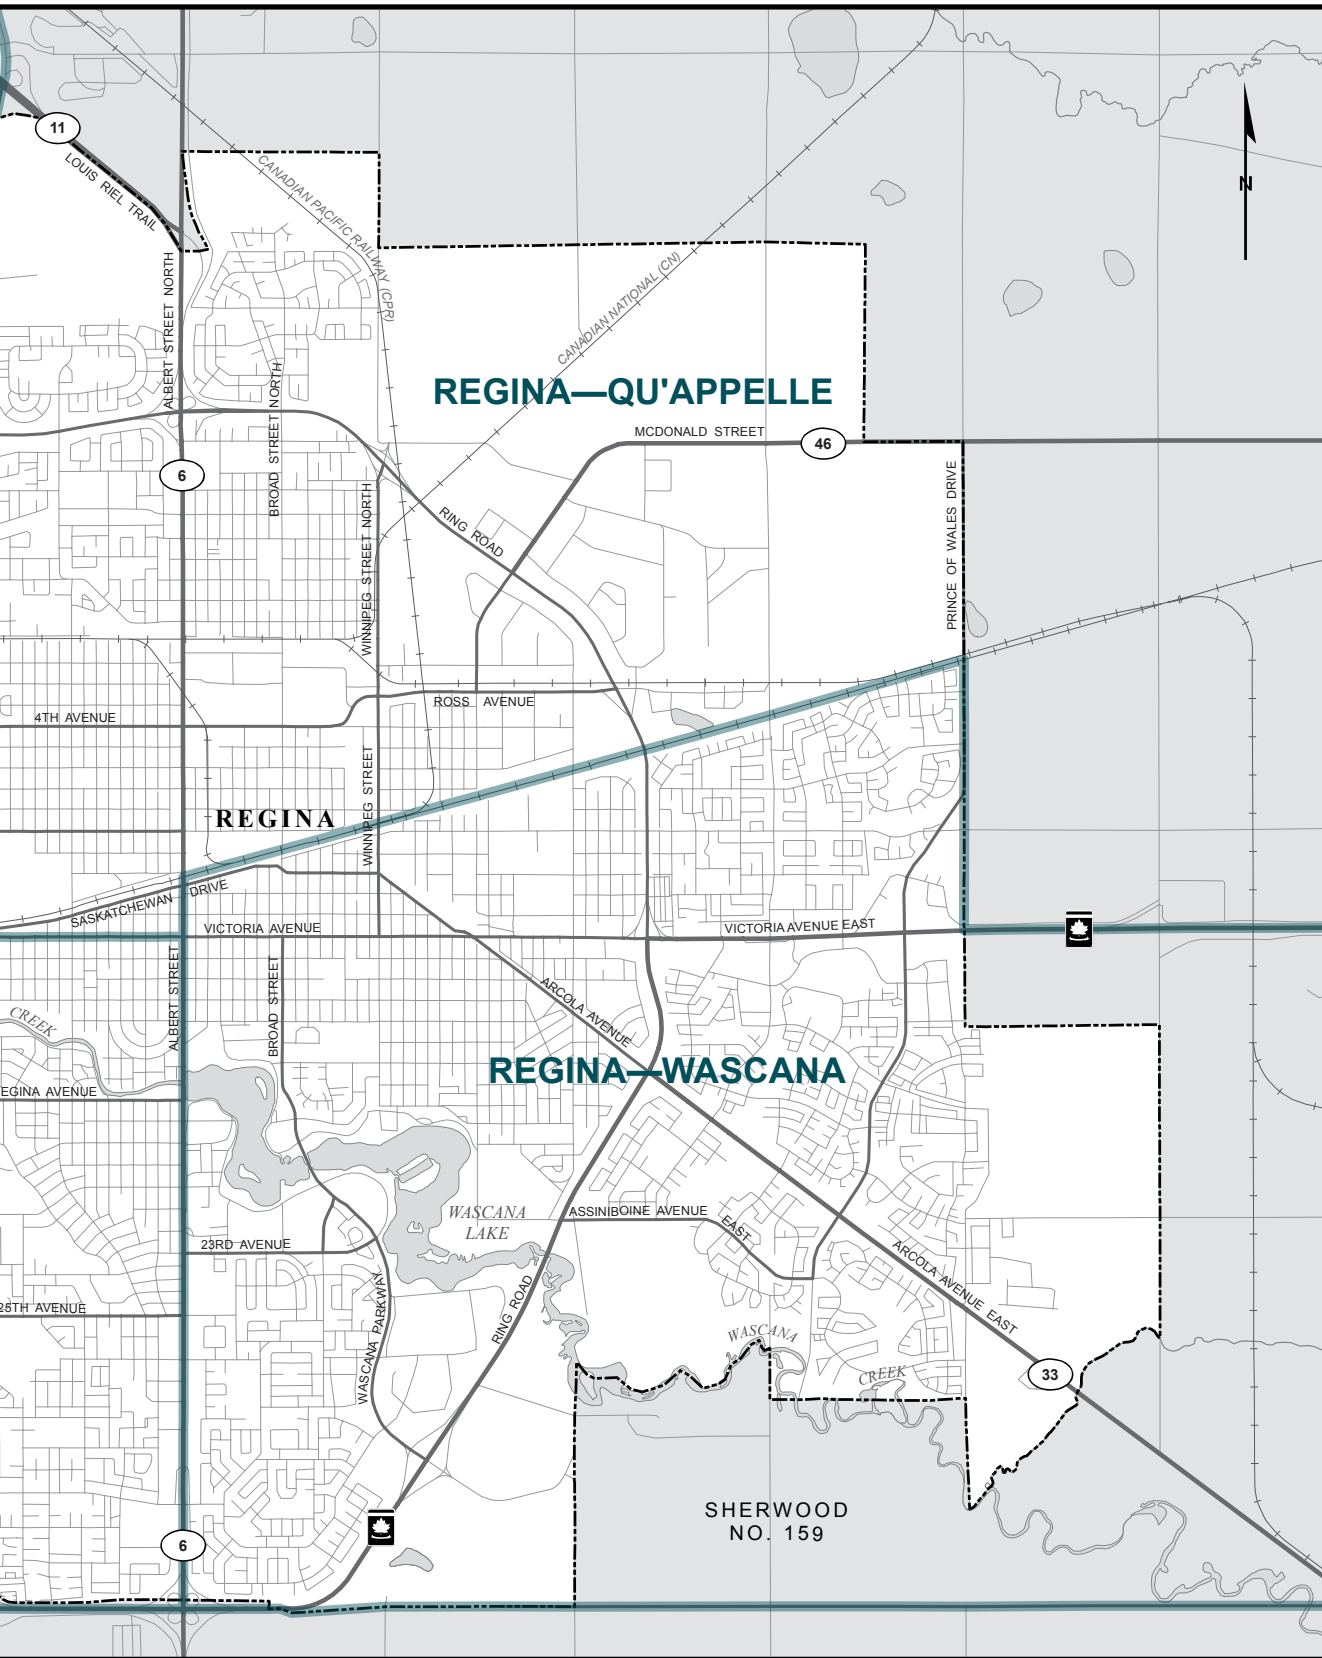 11
LOUIS RIEL TRAIL
CANADIAN PACIFIC RAILWAY (CPR)
N
ALBERT STREET NORTH
CANADIAN NATIONAL (CN)
BROAD STREET NORTH
REGINA—QU'APPELLE
MCDONALD STREET
46
6
WINNIPEG STREET NORTH
RING ROAD
PRINCE OF WALES DRIVE
ROSS AVENUE
4TH AVENUE
WINNIPEG STREET
REGINA
SASKATCHEWAN DRIVE
VICTORIA AVENUE
VICTORIA AVENUE EAST
ALBERT STREET
BROAD STREET
ARCOLA AVENUE
CREEK
REGINA—WASCANA
EGINA AVENUE
WASCANA
LAKE
ASSINIBOINE AVENUE EAST
23RD AVENUE
ARCOLA AVENUE EAST
25TH AVENUE
WASCANA PARKWAY
RING ROAD
WASCANA
CREEK
33
SHERWOOD
NO. 159
6